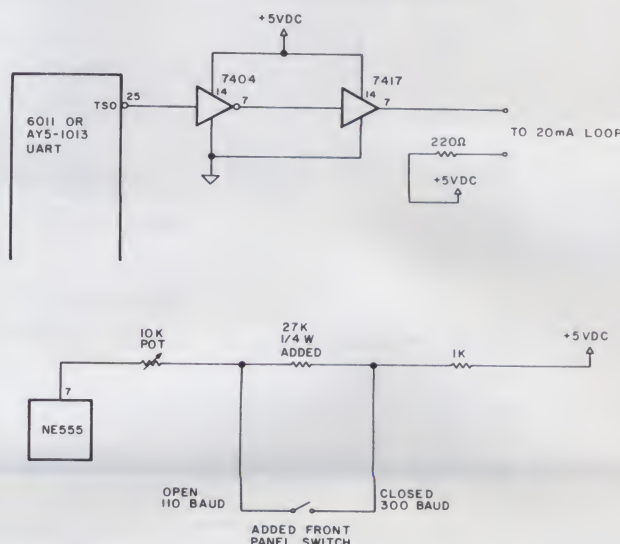 +5VDC
7404
14
7
7417
14
7
TSO
25
6011 OR
AY5-1013
UART
TO 20mA LOOP
220Ω
+5VDC
10K
POT
27K
1/4 W
ADDED
1K
+5VDC
7
NE555
OPEN
110 BAUD
CLOSED
300 BAUD
ADDED FRONT
PANEL SWITCH